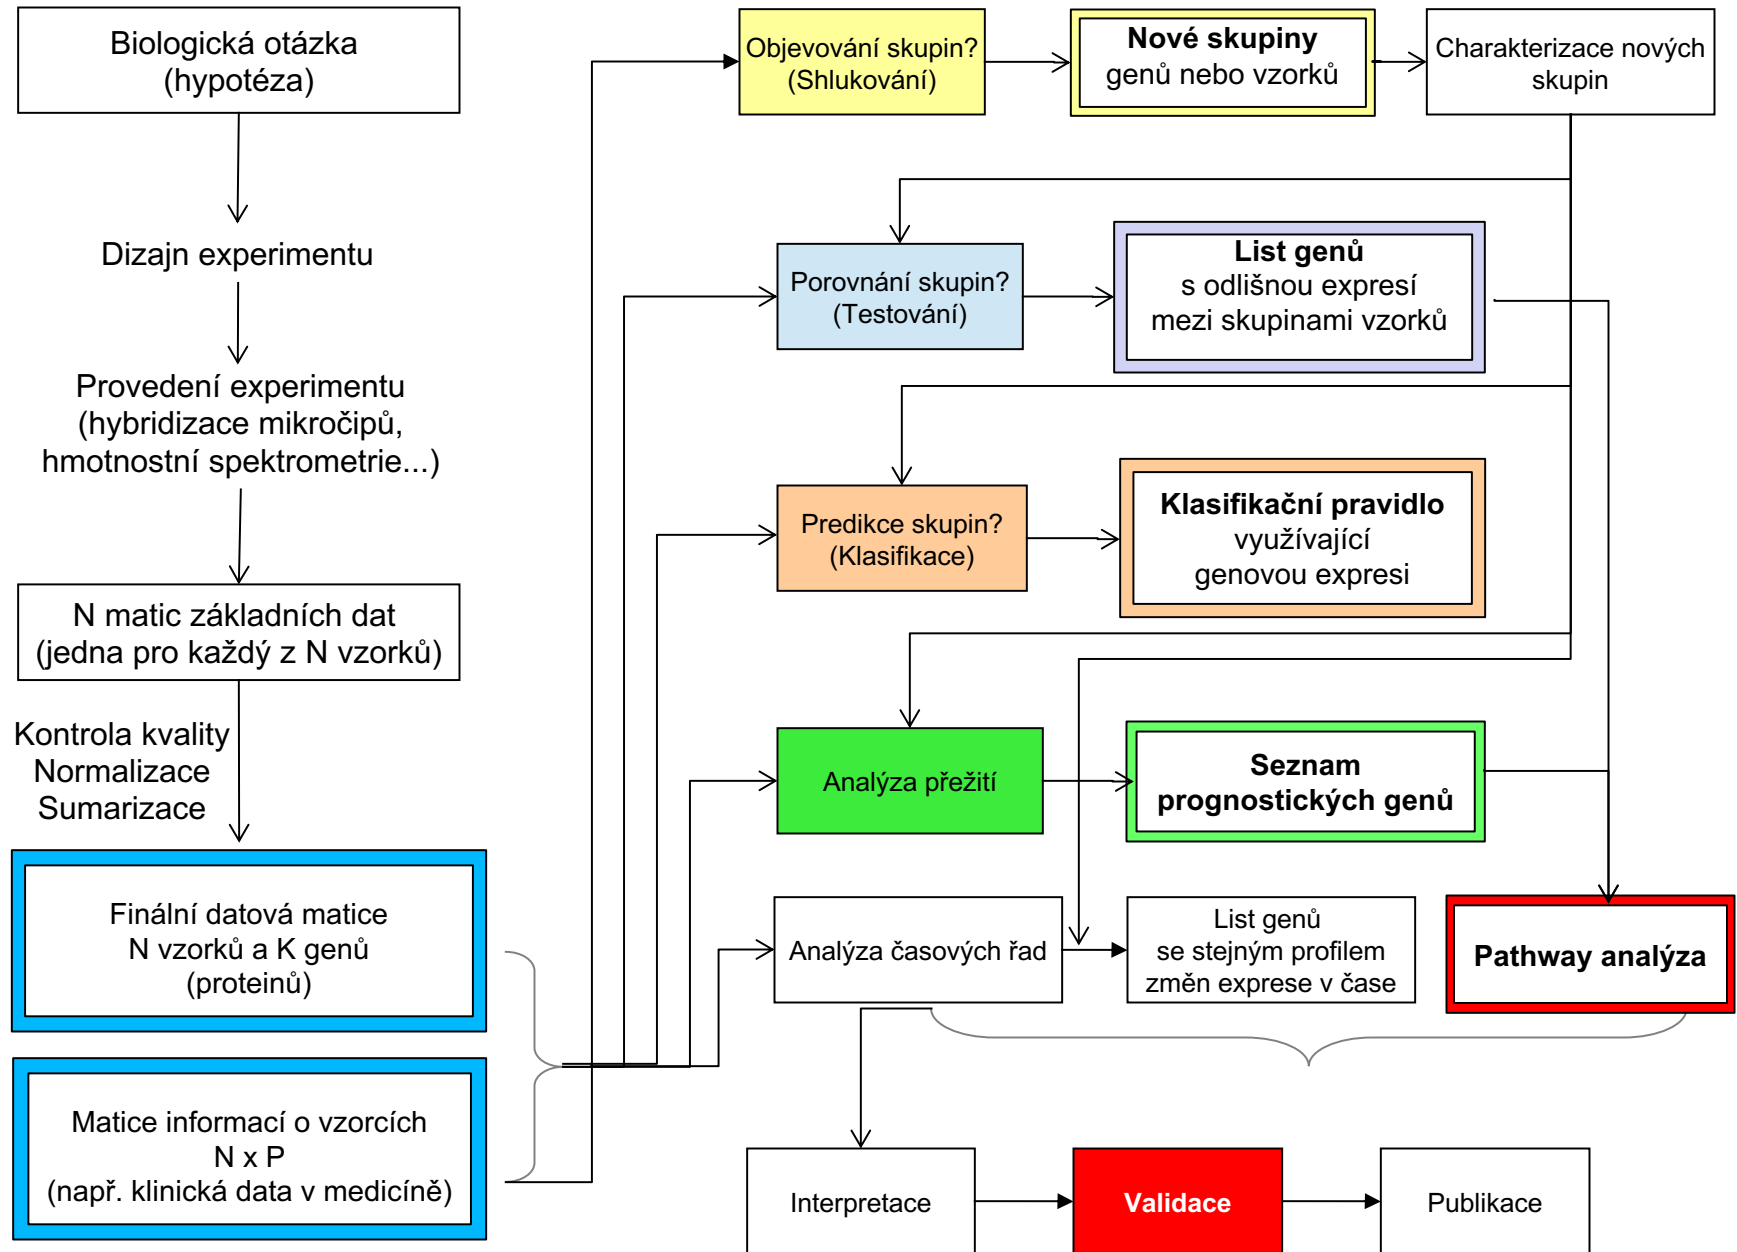 Biologická otázka
(hypotéza)
Dizajn experimentu
Provedení experimentu
(hybridizace mikročipů,
hmotnostní spektrometrie...)
N matic základních dat
(jedna pro každý z N vzorků)
Kontrola kvality
Normalizace
Sumarizace
Finální datová matice
N vzorků a K genů
(proteinů)
Matice informací o vzorcích
N x P
(např. klinická data v medicíně)
Objevování skupin?
(Shlukování)
Nové skupiny
genů nebo vzorků
Charakterizace nových
skupin
Porovnání skupin?
(Testování)
List genů
s odlišnou expresí
mezi skupinami vzorků
Predikce skupin?
(Klasifikace)
Klasifikační pravidlo
využívající
genovou expresi
Analýza přežití
Seznam
prognostických genů
Analýza časových řad
List genů
se stejným profilem
změn exprese v čase
Pathway analýza
Interpretace
Validace
Publikace